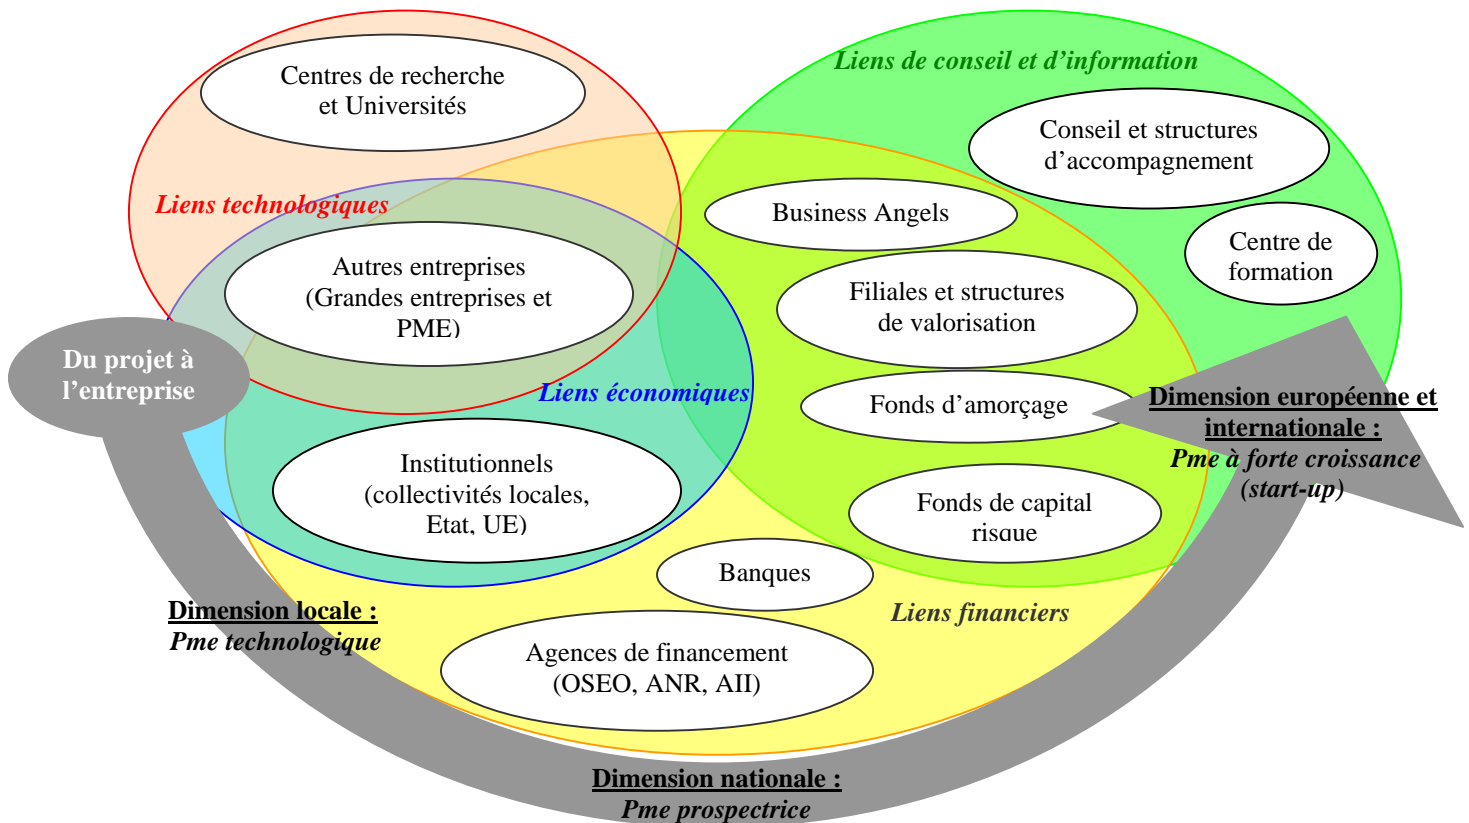 Centres de recherche
et Universités
Liens de conseil et d’information
Conseil et structures
d’accompagnement
Liens technologiques
Business Angels
Centre de
formation
Autres entreprises
(Grandes entreprises et
PME)
Filiales et structures
de valorisation
Du projet à
l’entreprise
Liens économiques
Fonds d’amorçage
Dimension européenne et
internationale :
Pme à forte croissance
(start-up)
Institutionnels
(collectivités locales,
Etat, UE)
Fonds de capital
risque
Banques
Dimension locale :
Pme technologique
Liens financiers
Agences de financement
(OSEO, ANR, AII)
Dimension nationale :
Pme prospectrice